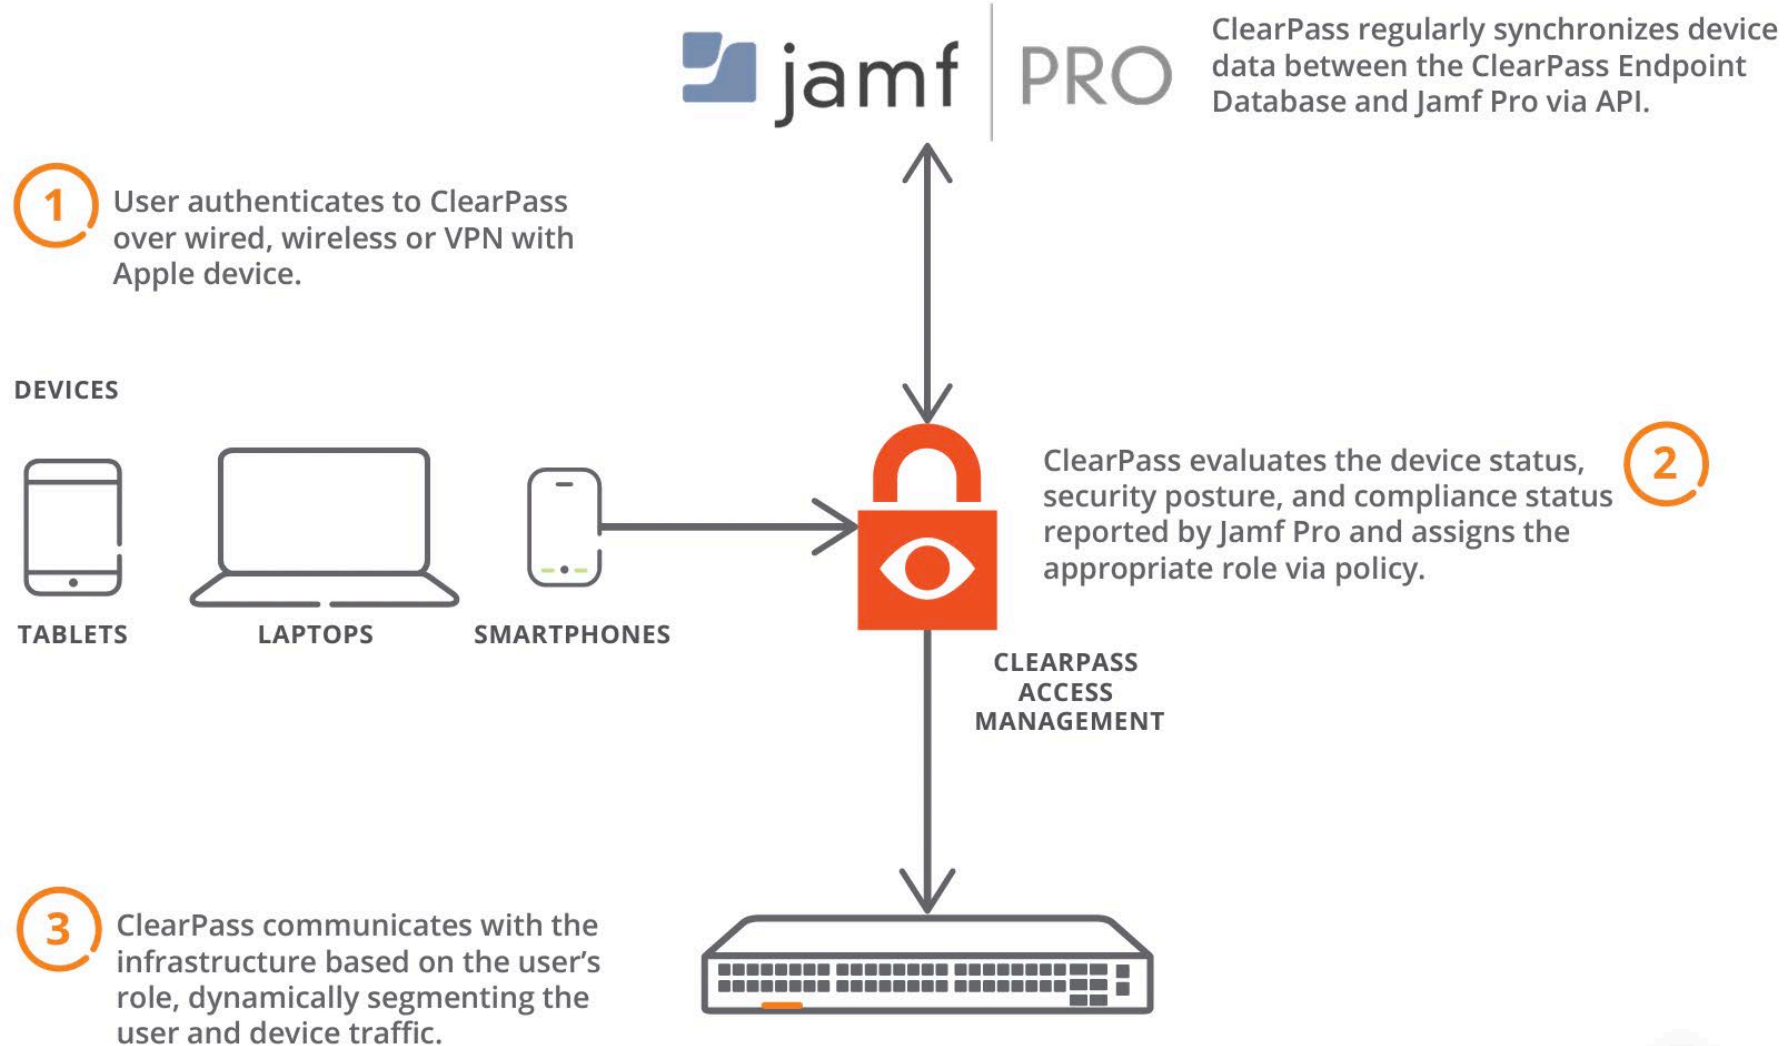 jamf PRO
ClearPass regularly synchronizes device
data between the ClearPass Endpoint
Database and Jamf Pro via API.
1
User authenticates to ClearPass
over wired, wireless or VPN with
Apple device.
DEVICES
TABLETS
LAPTOPS
SMARTPHONES
2
ClearPass evaluates the device status,
security posture, and compliance status
reported by Jamf Pro and assigns the
appropriate role via policy.
CLEARPASS
ACCESS
MANAGEMENT
3
ClearPass communicates with the
infrastructure based on the user’s
role, dynamically segmenting the
user and device traffic.